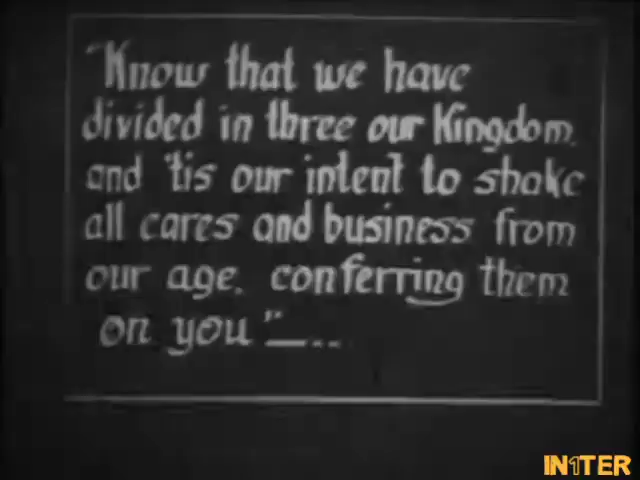 "Know that we have
divided in three our Kingdom.
and 'tis our intent to shake
all cares and business from
our age. conferring them
on you"—--
IN1TER